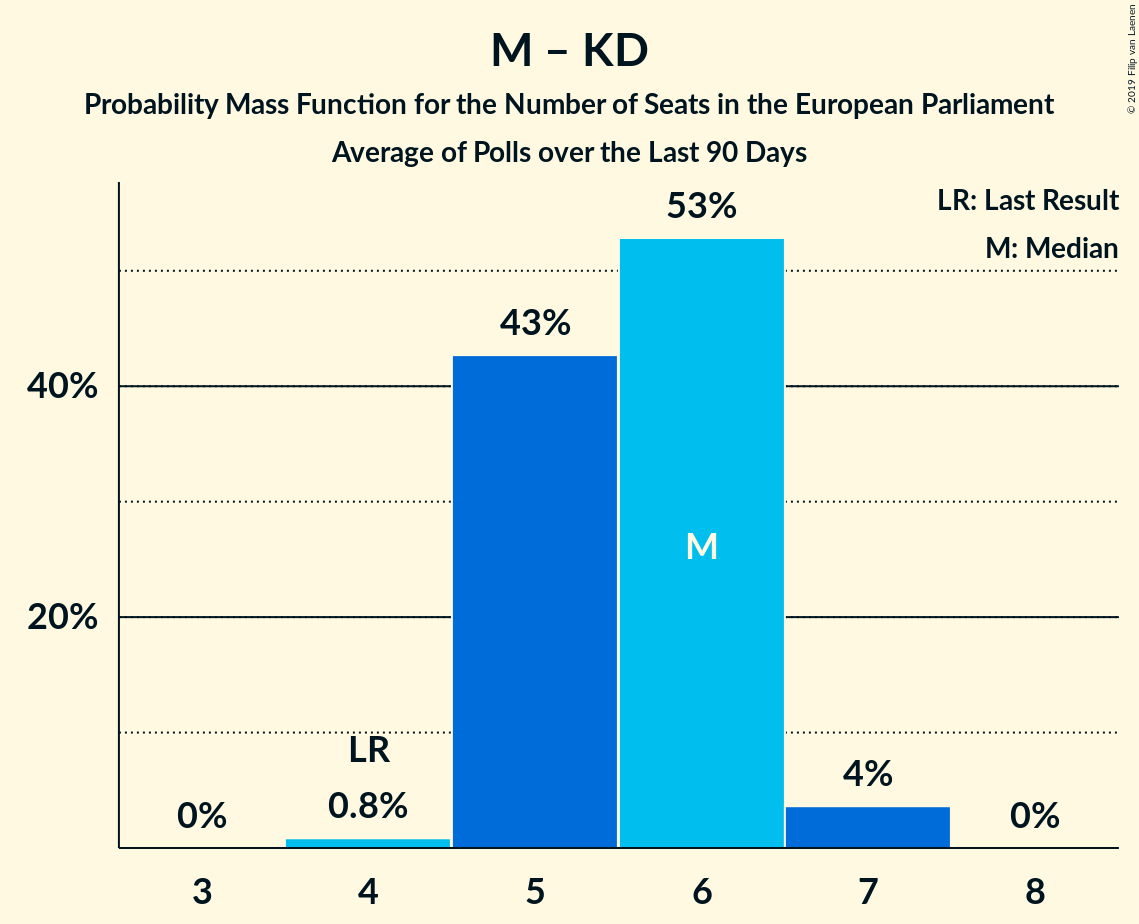 M – KD
Probability Mass Function for the Number of Seats in the European Parliament
Average of Polls over the Last 90 Days
© 2019 Filip van Laenen
LR: Last Result
M: Median
53%
43%
40%
M
20%
LR
4%
0.8%
0%
0%
3 4 5 6 7 8